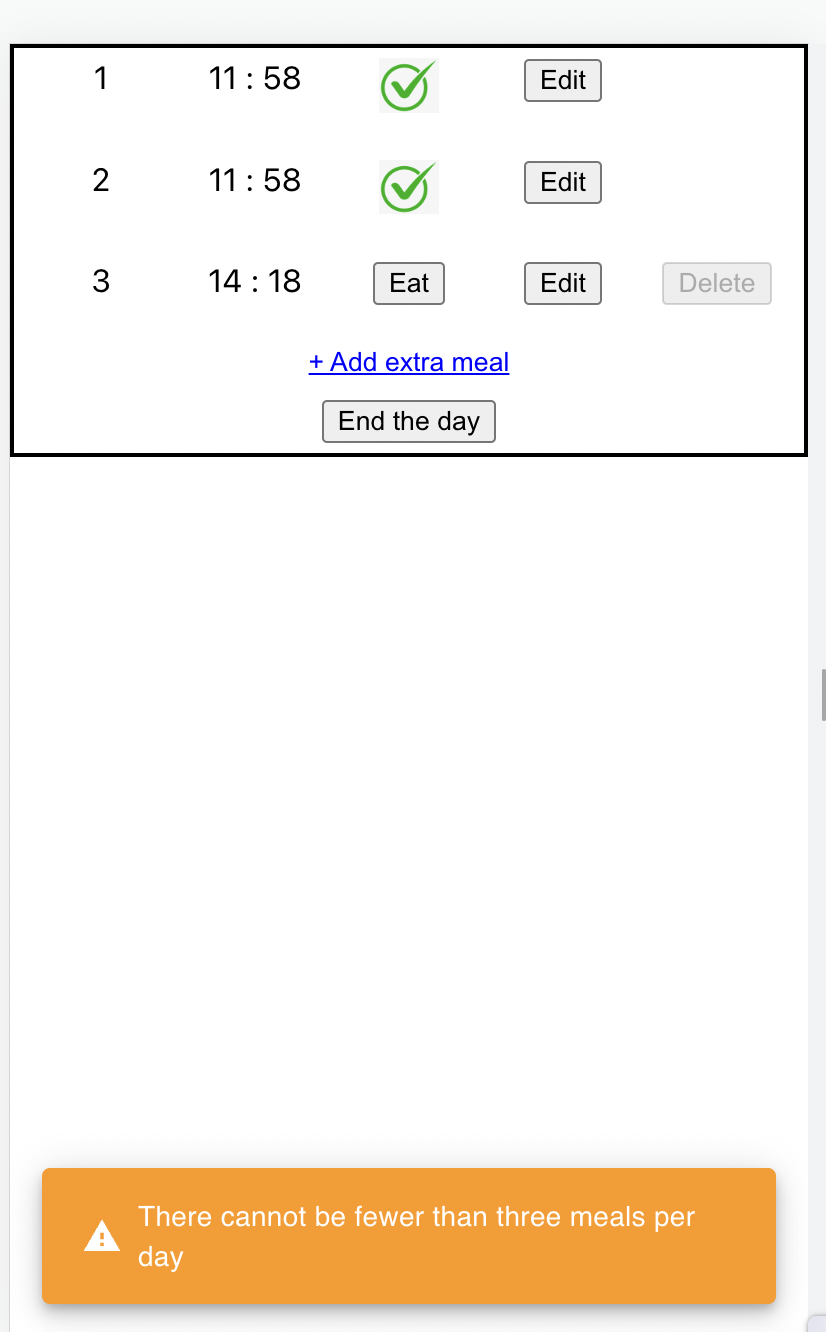 1 11 : 58 Edit
2 11 : 58 Edit
3 14 : 18 Eat Edit Delete
+ Add extra meal
End the day
There cannot be fewer than three meals per
day